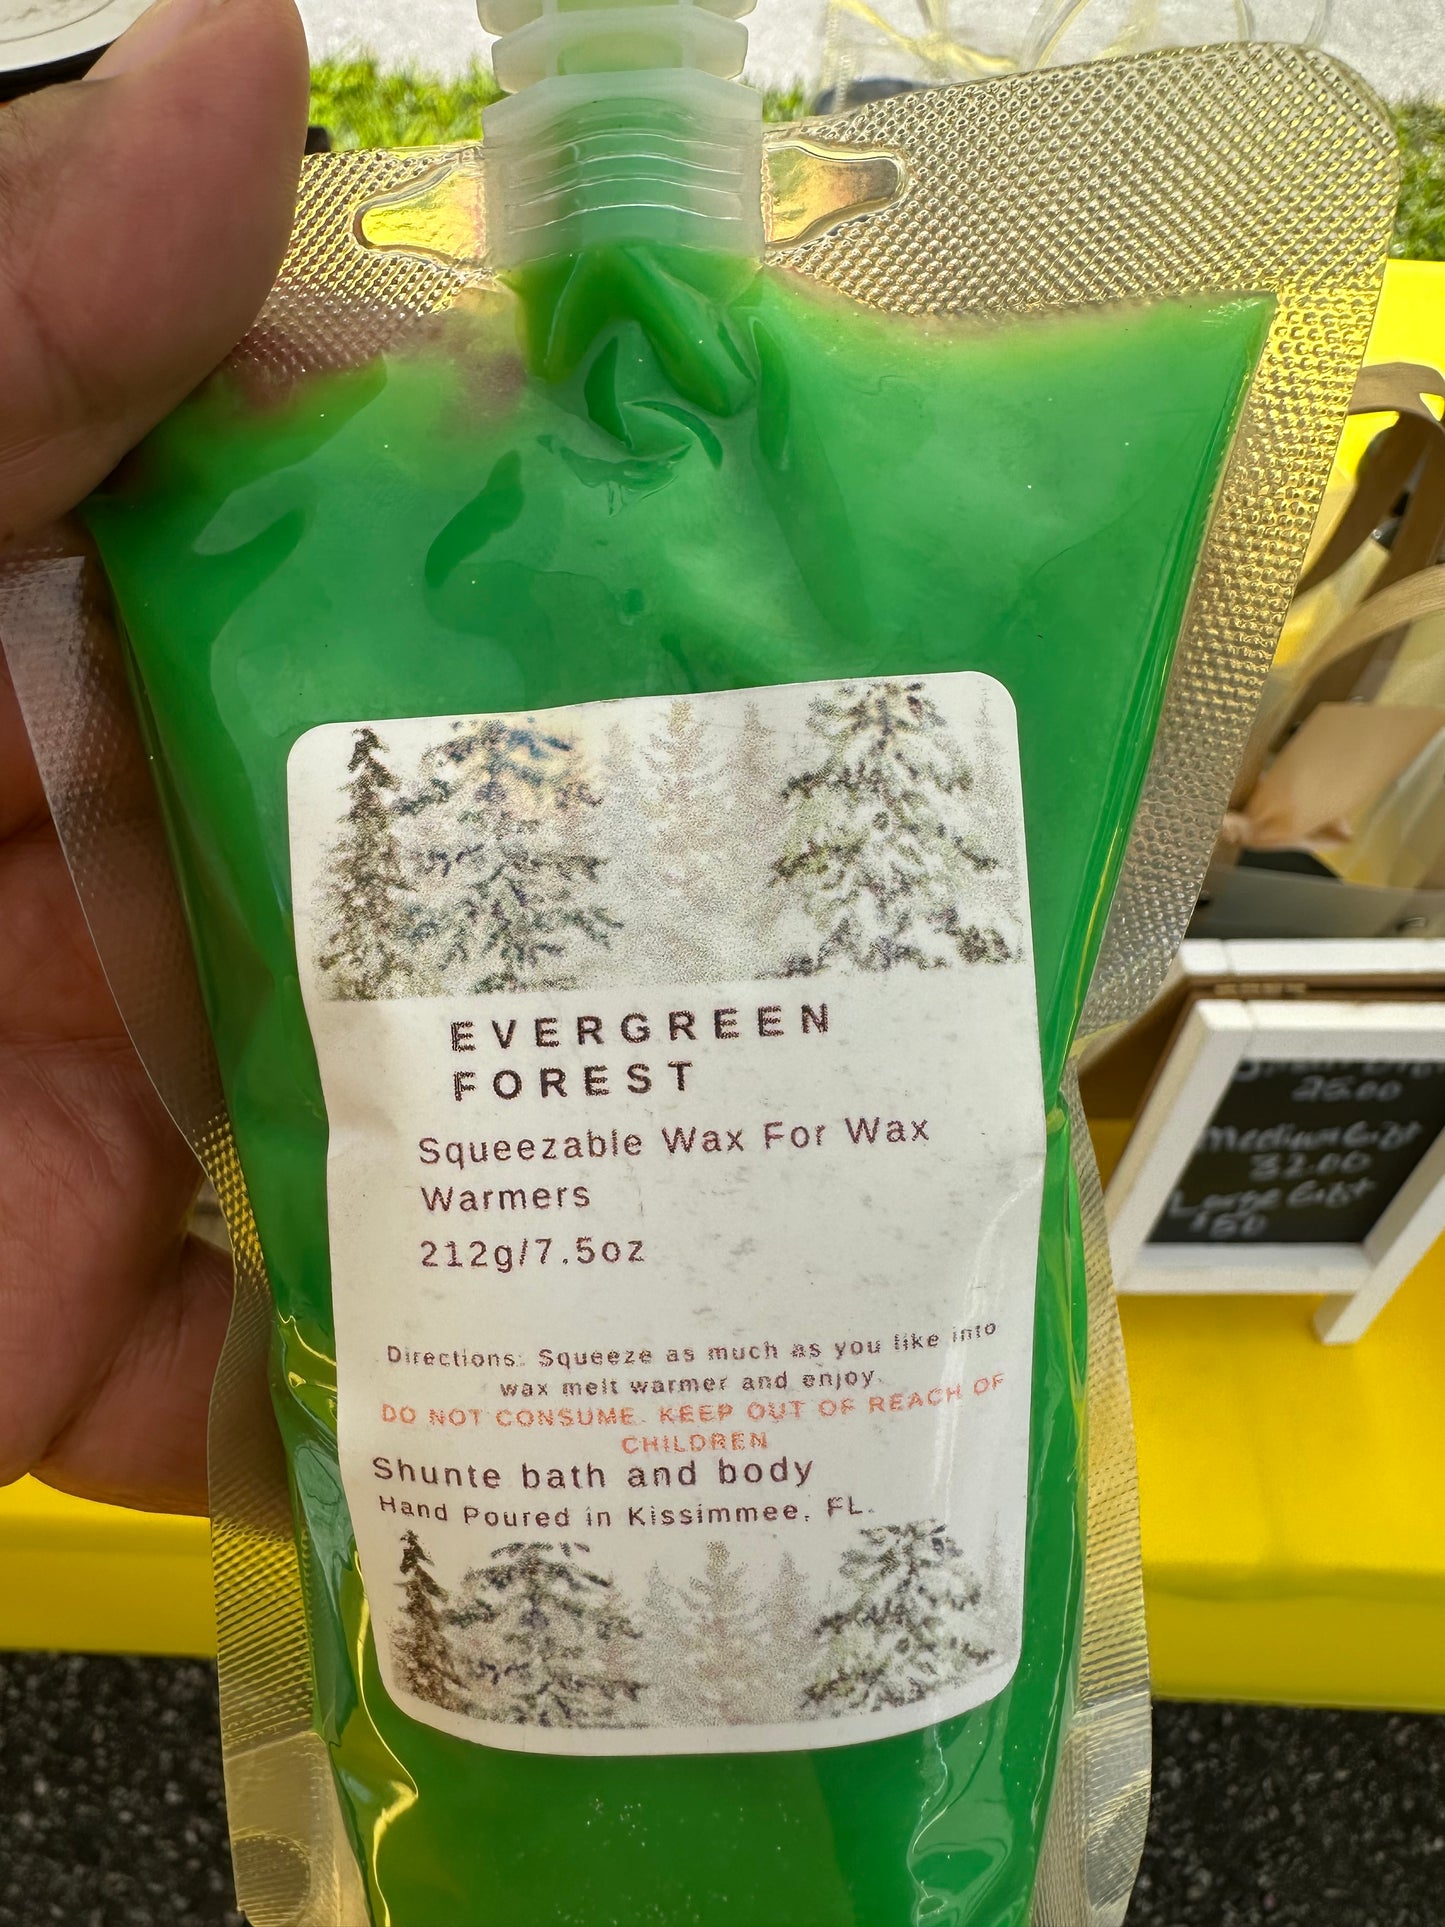 EVERGREEN
FOREST
Squeezable Wax For Wax
Warmers
212g/7.5oz
Directions: Squeeze as much as you like into
wax melt warmer and enjoy.
DO NOT CONSUME. KEEP OUT OF REACH OF
CHILDREN
Shunte bath and body
Hand Poured in Kissimmee, FL.
Medium Gift
32.00
Large Gift
$50